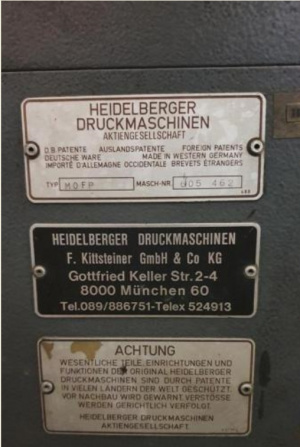 HEIDELBERGER
DRUCKMASCHINEN
AKTIENGESELLSCHAFT
D.B. PATENTE AUSLANDSPATENTE FOREIGN PATENTS
DEUTSCHE WARE MADE IN WESTERN GERMANY
IMPORTÉ D'ALLEMAGNE OCCIDENTALE BREVETS ÉTRANGERS
TYP MOFP MASCH-NR. 605 462
HEIDELBERGER DRUCKMASCHINEN
F. Kittsteiner GmbH & Co KG
Gottfried Keller Str. 2-4
8000 München 60
Tel.089/886751-Telex 524913
ACHTUNG
WESENTLICHE TEILE, EINRICHTUNGEN UND
FUNKTIONEN DER ORIGINAL HEIDELBERGER
DRUCKMASCHINEN SIND DURCH PATENTE
IN VIELEN LÄNDERN DER WELT GESCHÜTZT.
VOR NACHBAU WIRD GEWARNT. VERSTÖSSE
WERDEN GERICHTLICH VERFOLGT.
HEIDELBERGER DRUCKMASCHINEN
AKTIENGESELLSCHAFT